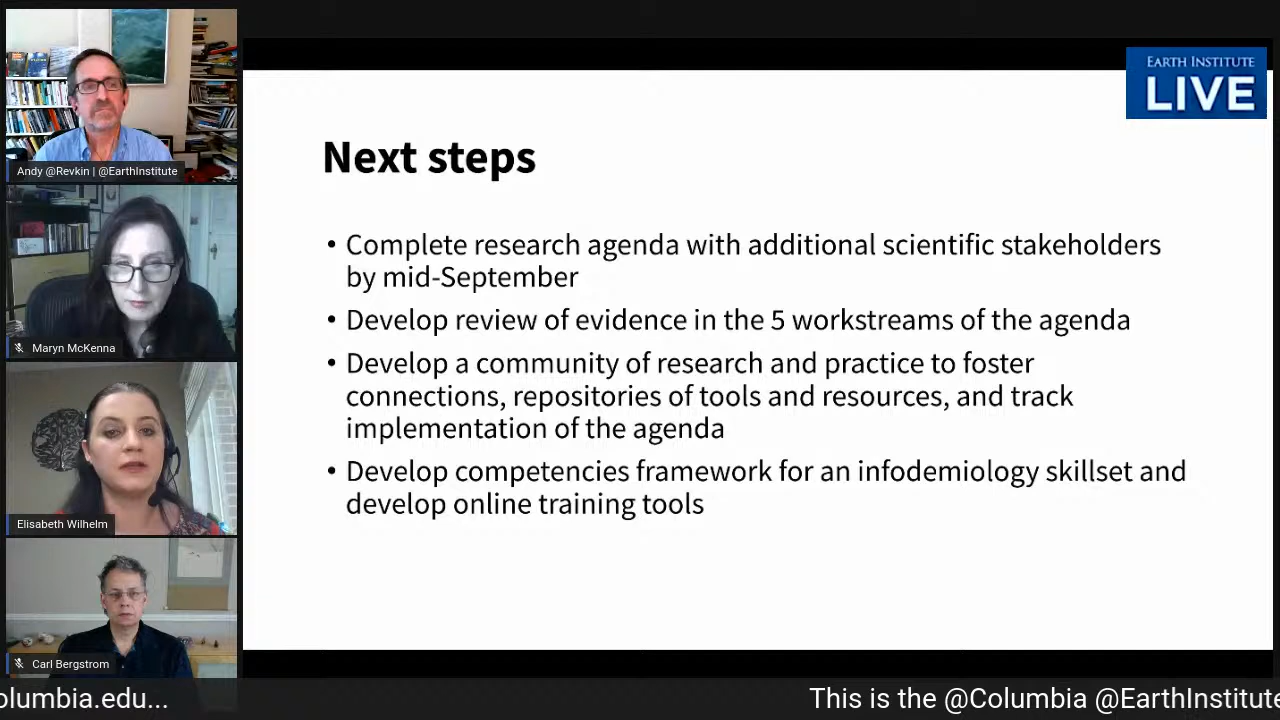 EARTH INSTITUTE
LIVE
Next steps
• Complete research agenda with additional scientific stakeholders
by mid-September
• Develop review of evidence in the 5 workstreams of the agenda
• Develop a community of research and practice to foster
connections, repositories of tools and resources, and track
implementation of the agenda
• Develop competencies framework for an infodemiology skillset and
develop online training tools
Andy @Revkin | @EarthInstitute
Maryn McKenna
Elisabeth Wilhelm
Carl Bergstrom
olumbia.edu...
This is the @Columbia @EarthInstitute